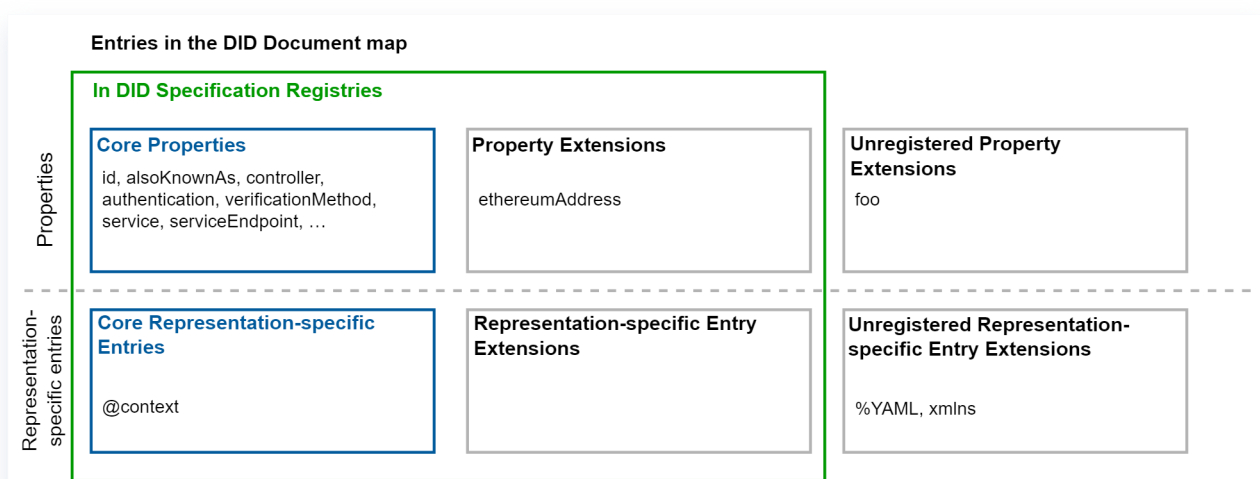 Entries in the DID Document map
In DID Specification Registries
Properties
Core Properties
id, alsoKnownAs, controller,
authentication, verificationMethod,
service, serviceEndpoint, …
Property Extensions
ethereumAddress
Unregistered Property
Extensions
foo
Representation-
specific entries
Core Representation-specific
Entries
@context
Representation-specific Entry
Extensions
Unregistered Representation-
specific Entry Extensions
%YAML, xmlns